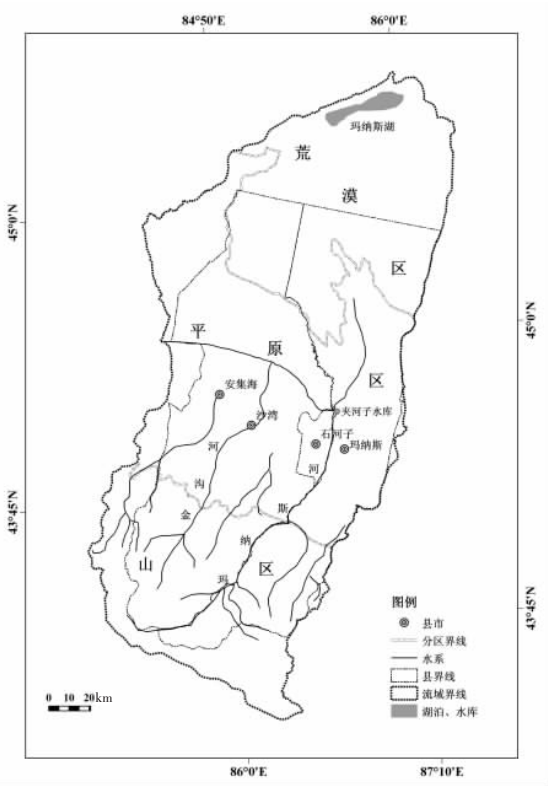 84°50′E 86°0′E
玛纳斯湖
荒
漠
区
45°0′N
45°0′N
平
原
区
安集海
沙湾
夹河子水库
石河子
玛纳斯
河
河
沟
金
斯
纳
玛
43°45′N
43°45′N
山
区
图例
县市
分区界线
水系
县界线
流域界线
湖泊、水库
0 10 20km
86°0′E 87°10′E